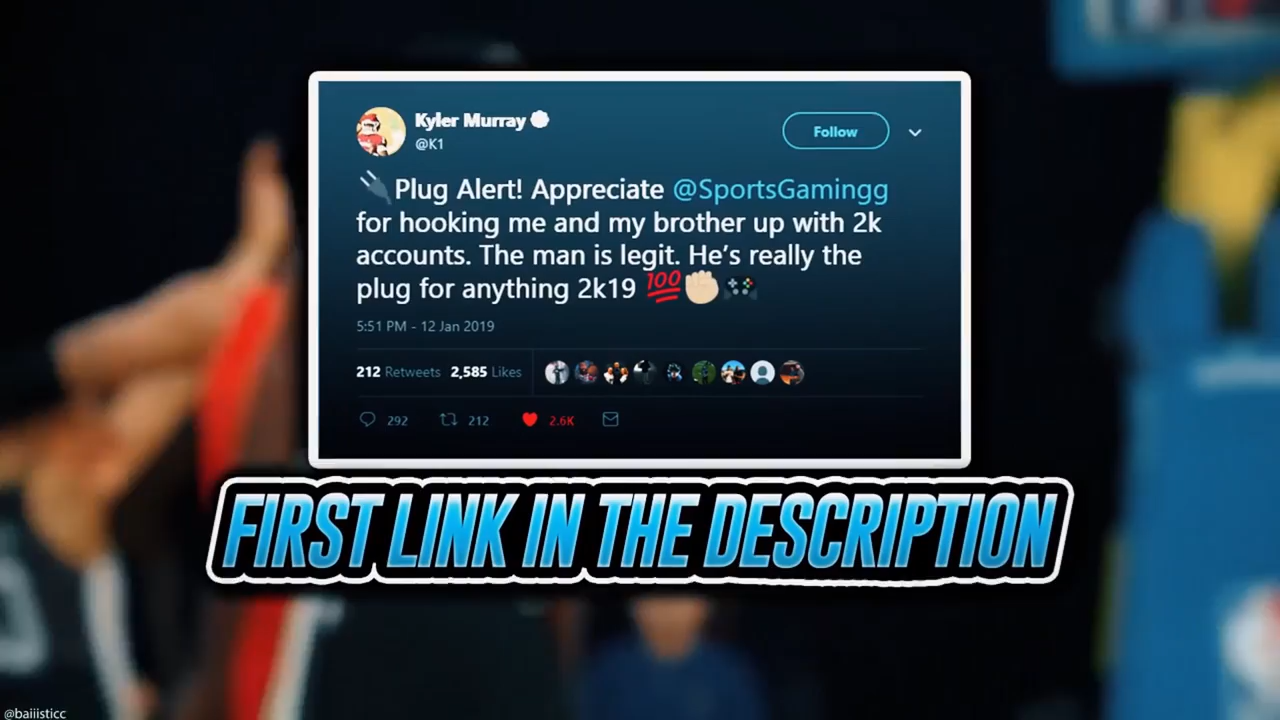 Kyler Murray
@K1
Follow
Plug Alert! Appreciate @SportsGamingg
for hooking me and my brother up with 2k
accounts. The man is legit. He’s really the
plug for anything 2k19 💯✊🏼🎮
5:51 PM - 12 Jan 2019
212 Retweets 2,585 Likes
292 212 2.6K
FIRST LINK IN THE DESCRIPTION
@baiiisticc